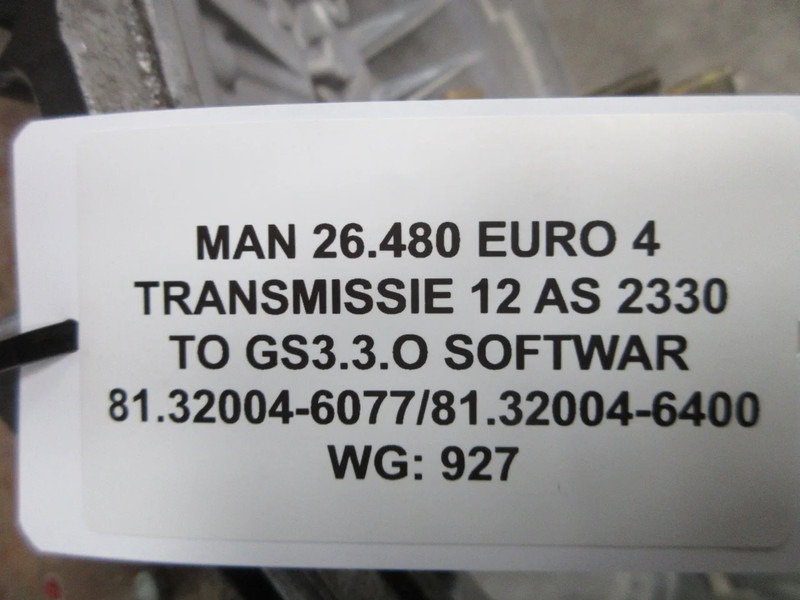 MAN 26.480 EURO 4
TRANSMISSIE 12 AS 2330
TO GS3.3.O SOFTWAR
81.32004-6077/81.32004-6400
WG: 927